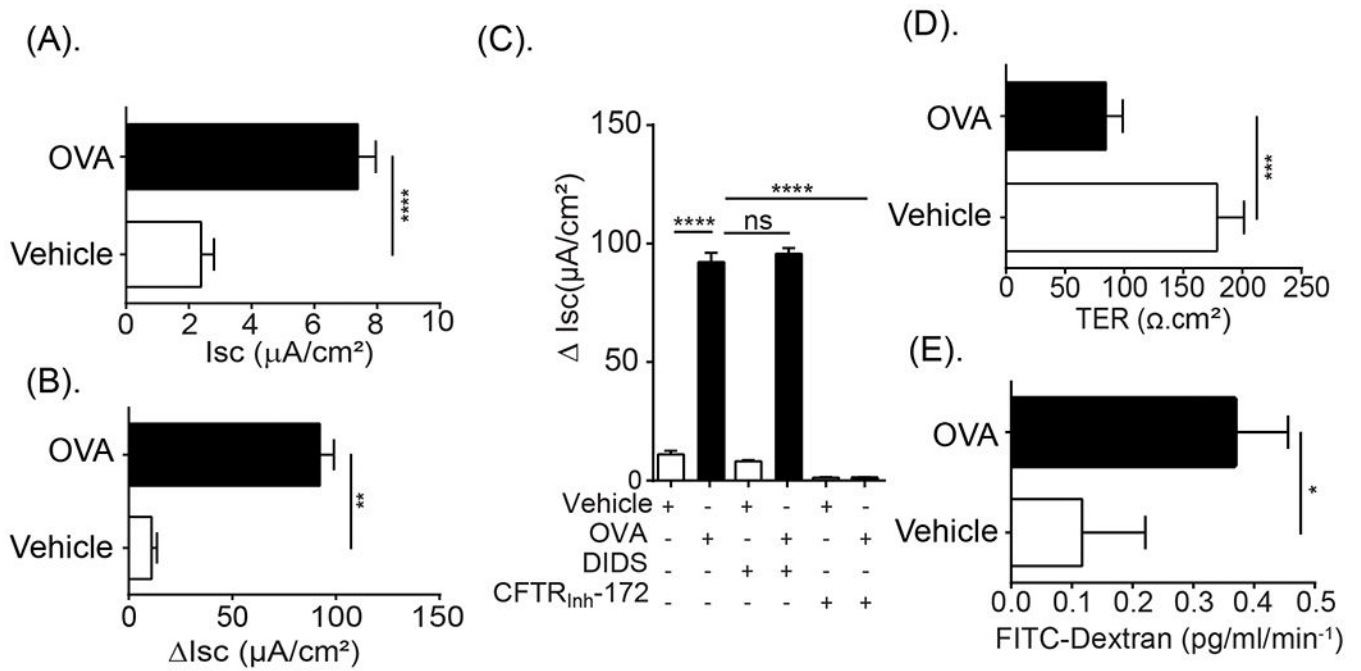 (A).
OVA
Vehicle
****
0 2 4 6 8 10
Isc (µA/cm²)
(B).
OVA
Vehicle
**
0 50 100 150
ΔIsc (µA/cm²)
(C).
Δ Isc(µA/cm²)
150
100
50
0
****
**** ns
Vehicle + - + - + -
OVA - + - + - +
DIDS - - + + - -
CFTRInh-172 - - - - + +
(D).
OVA
Vehicle
***
0 50 100 150 200 250
TER (Ω.cm²)
(E).
OVA
Vehicle
*
0.0 0.1 0.2 0.3 0.4 0.5
FITC-Dextran (pg/ml/min⁻¹)